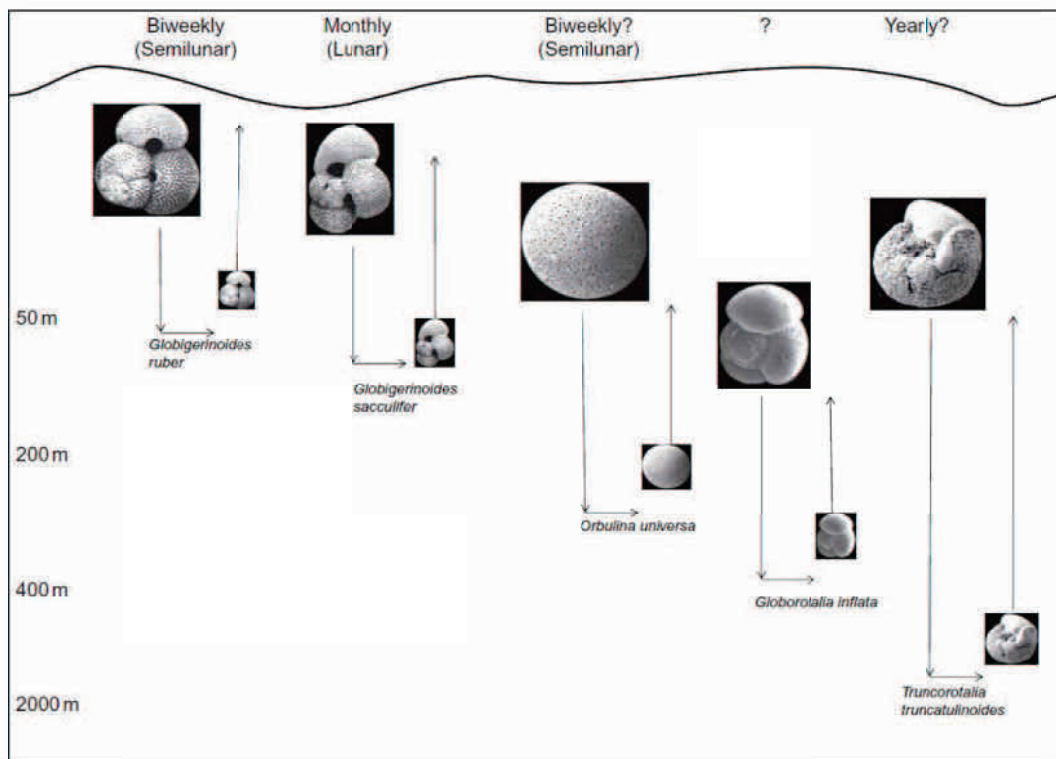 Biweekly
(Semilunar)
Monthly
(Lunar)
Biweekly?
(Semilunar)
?
Yearly?
50 m
Globigerinoides
ruber
Globigerinoides
sacculifer
200 m
Orbulina universa
400 m
Globorotalia inflata
2000 m
Truncorotalia
truncatulinoides